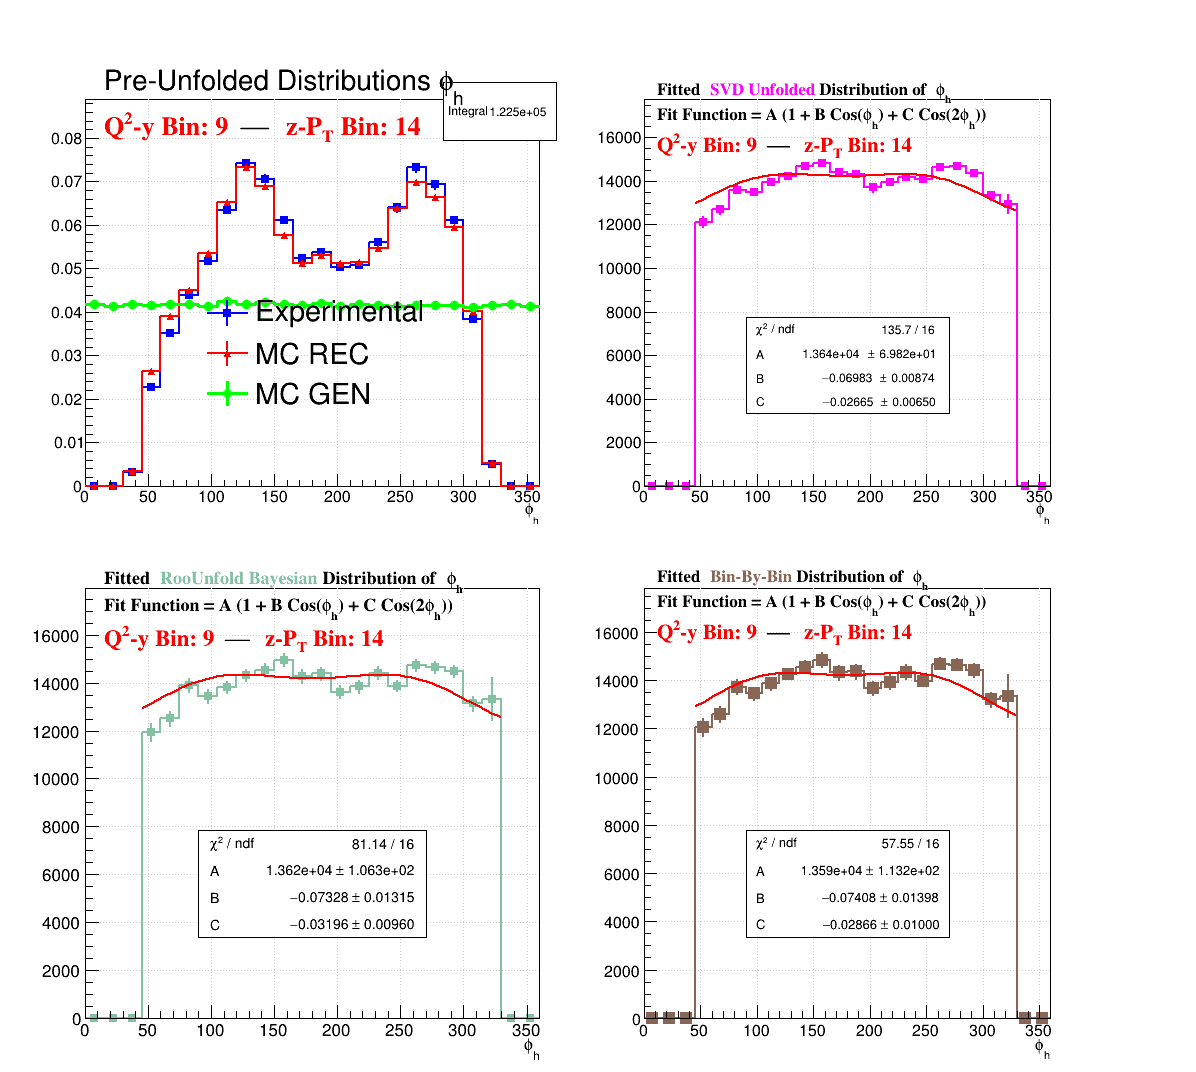 Pre-Unfolded Distributions ϕh
Integral 1.225e+05
Q²-y Bin: 9 — z-PT Bin: 14
0.08
0.07
0.06
0.05
0.04
0.03
0.02
0.01
0
Experimental
MC REC
MC GEN
0 50 100 150 200 250 300 350
ϕh
Fitted SVD Unfolded Distribution of ϕh
Fit Function = A (1 + B Cos(ϕh) + C Cos(2ϕh))
Q²-y Bin: 9 — z-PT Bin: 14
16000
14000
12000
10000
8000
6000
4000
2000
0
χ² / ndf 135.7 / 16
A 1.364e+04 ± 6.982e+01
B −0.06983 ± 0.00874
C −0.02665 ± 0.00650
0 50 100 150 200 250 300 350
ϕh
Fitted RooUnfold Bayesian Distribution of ϕh
Fit Function = A (1 + B Cos(ϕh) + C Cos(2ϕh))
Q²-y Bin: 9 — z-PT Bin: 14
16000
14000
12000
10000
8000
6000
4000
2000
0
χ² / ndf 81.14 / 16
A 1.362e+04 ± 1.063e+02
B −0.07328 ± 0.01315
C −0.03196 ± 0.00960
0 50 100 150 200 250 300 350
ϕh
Fitted Bin-By-Bin Distribution of ϕh
Fit Function = A (1 + B Cos(ϕh) + C Cos(2ϕh))
Q²-y Bin: 9 — z-PT Bin: 14
16000
14000
12000
10000
8000
6000
4000
2000
0
χ² / ndf 57.55 / 16
A 1.359e+04 ± 1.132e+02
B −0.07408 ± 0.01398
C −0.02866 ± 0.01000
0 50 100 150 200 250 300 350
ϕh